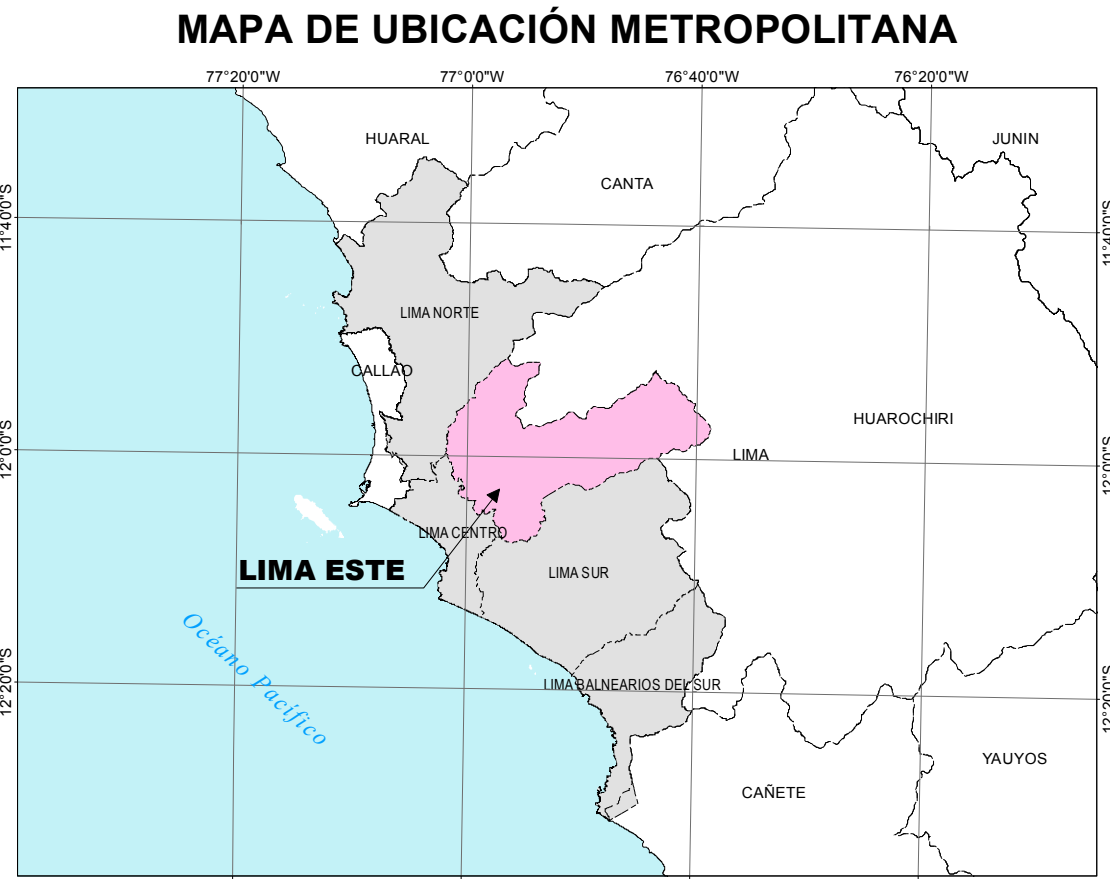 MAPA DE UBICACIÓN METROPOLITANA
77°20'0"W
77°0'0"W
76°40'0"W
76°20'0"W
HUARAL
JUNIN
CANTA
11°40'0"S
11°40'0"S
LIMA NORTE
CALLAO
HUAROCHIRI
12°0'0"S
LIMA
12°0'0"S
LIMA CENTRO
LIMA ESTE
LIMA SUR
Océano Pacífico
12°20'0"S
LIMA BALNEARIOS DEL SUR
12°20'0"S
YAUYOS
CAÑETE